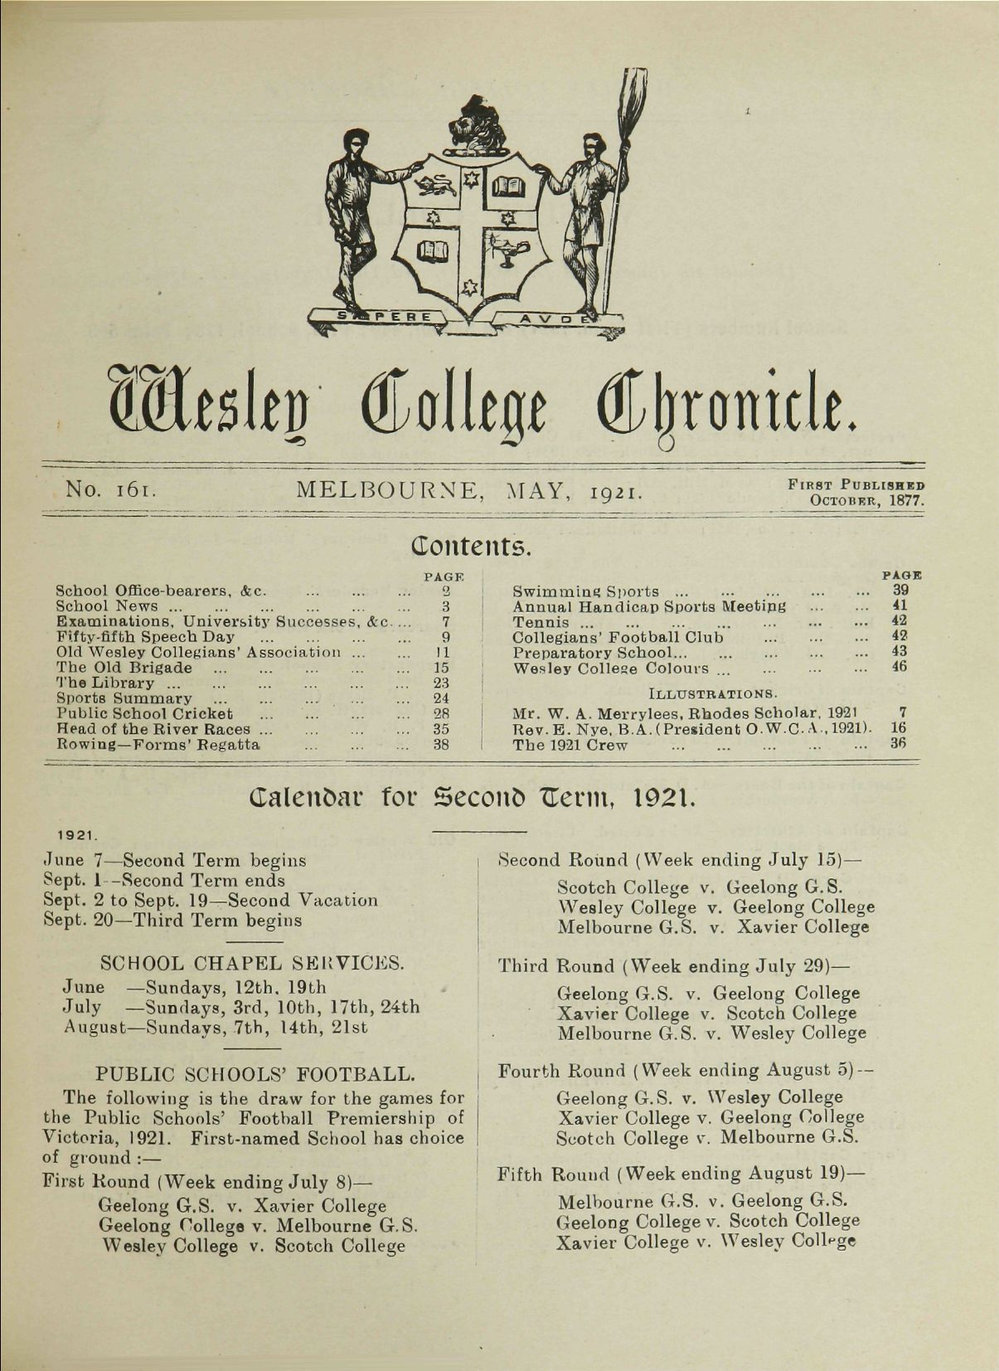 SAPERE AVDE
Wesley College Chronicle.
No. 161. MELBOURNE, MAY, 1921. First Published
October, 1877.
Contents.
PAGE
School Office-bearers, &c. ... ... ... 2
School News ... ... ... ... ... ... 3
Examinations, University Successes, &c. ... 7
Fifty-fifth Speech Day ... ... ... ... 9
Old Wesley Collegians' Association ... ... 11
The Old Brigade ... ... ... ... ... 15
The Library ... ... ... ... ... ... 23
Sports Summary ... ... ... ... ... 24
Public School Cricket ... ... ... ... 28
Head of the River Races ... ... ... ... 35
Rowing—Forms' Regatta ... ... ... 38
PAGE
Swimming Sports ... ... ... ... ... 39
Annual Handicap Sports Meeting ... ... 41
Tennis ... ... ... ... ... ... ... 42
Collegians' Football Club ... ... ... 42
Preparatory School... ... ... ... ... 43
Wesley College Colours ... ... ... ... 46
Illustrations.
Mr. W. A. Merrylees, Rhodes Scholar, 1921 7
Rev. E. Nye, B.A. (President O.W.C.A., 1921). 16
The 1921 Crew ... ... ... ... ... 36
Calendar for Second Term, 1921.
1921.
June 7—Second Term begins
Sept. 1—Second Term ends
Sept. 2 to Sept. 19—Second Vacation
Sept. 20—Third Term begins
SCHOOL CHAPEL SERVICES.
June —Sundays, 12th, 19th
July —Sundays, 3rd, 10th, 17th, 24th
August—Sundays, 7th, 14th, 21st
PUBLIC SCHOOLS' FOOTBALL.
The following is the draw for the games for
the Public Schools' Football Premiership of
Victoria, 1921. First-named School has choice
of ground :—
First Round (Week ending July 8)—
Geelong G.S. v. Xavier College
Geelong College v. Melbourne G.S.
Wesley College v. Scotch College
Second Round (Week ending July 15)—
Scotch College v. Geelong G.S.
Wesley College v. Geelong College
Melbourne G.S. v. Xavier College
Third Round (Week ending July 29)—
Geelong G.S. v. Geelong College
Xavier College v. Scotch College
Melbourne G.S. v. Wesley College
Fourth Round (Week ending August 5)—
Geelong G.S. v. Wesley College
Xavier College v. Geelong College
Scotch College v. Melbourne G.S.
Fifth Round (Week ending August 19)—
Melbourne G.S. v. Geelong G.S.
Geelong College v. Scotch College
Xavier College v. Wesley College